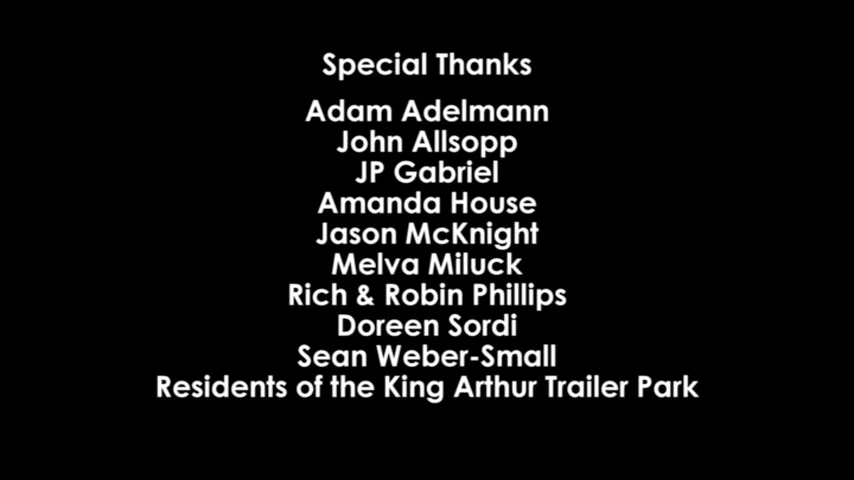 Special Thanks
Adam Adelmann
John Allsopp
JP Gabriel
Amanda House
Jason McKnight
Melva Miluck
Rich & Robin Phillips
Doreen Sordi
Sean Weber-Small
Residents of the King Arthur Trailer Park